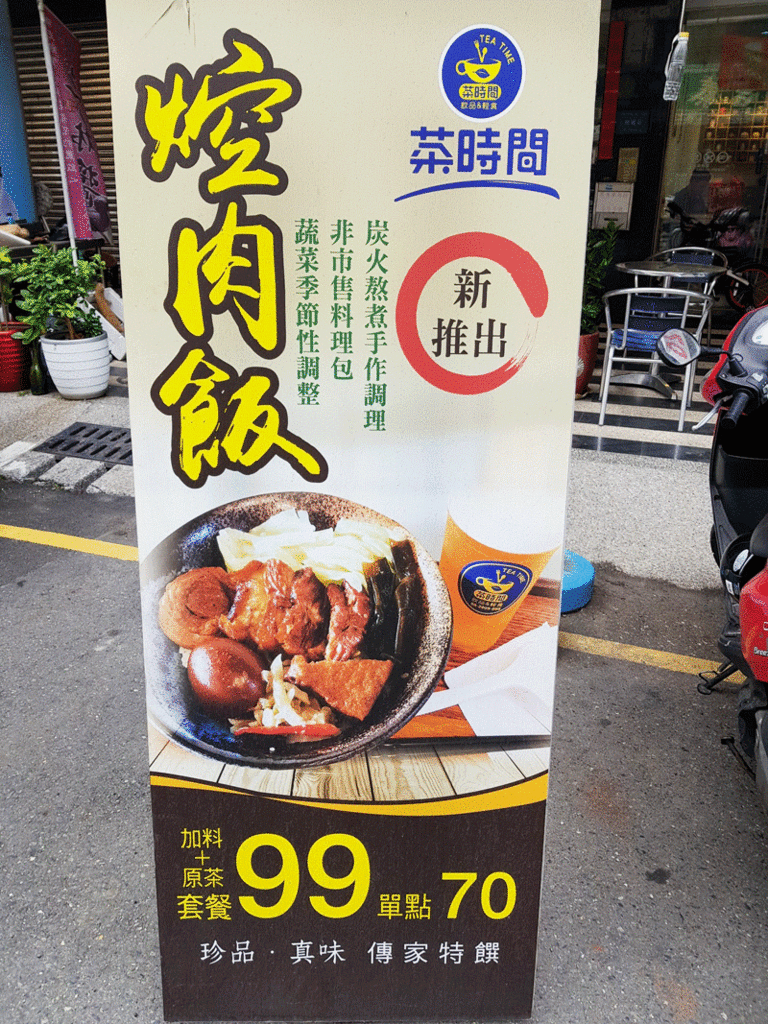 焢肉飯
TEA TIME
茶時間
飲品&輕食
茶時間
炭火熬煮手作調理
非市售料理包
蔬菜季節性調整
新
推出
TEA TIME
茶時間
加料
+
原茶
套餐 99 單點 70
珍品·真味 傳家特饌